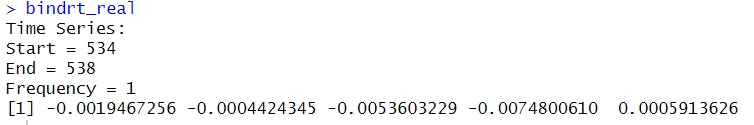 > bindrt_real
Time Series:
Start = 534
End = 538
Frequency = 1
[1] -0.0019467256 -0.0004424345 -0.0053603229 -0.0074800610  0.0005913626